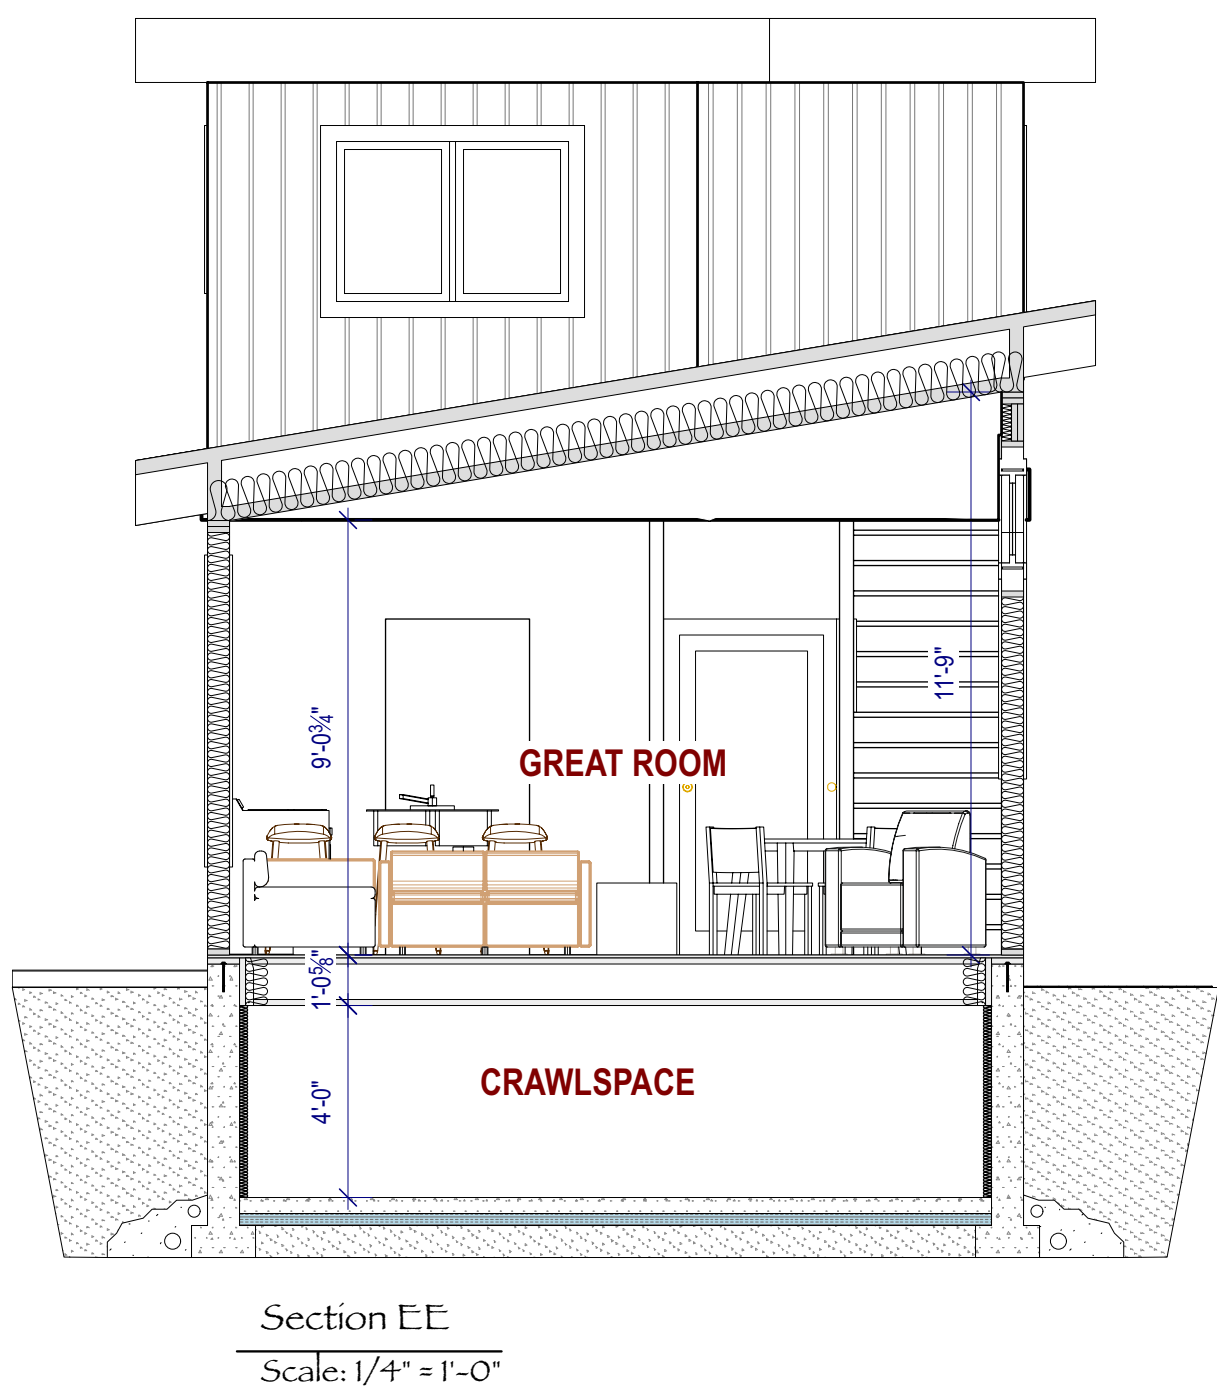 11'-9"
9'-0¾"
GREAT ROOM
1'-0⅝"
CRAWLSPACE
4'-0"
Section EE
Scale: 1/4" = 1'-0"